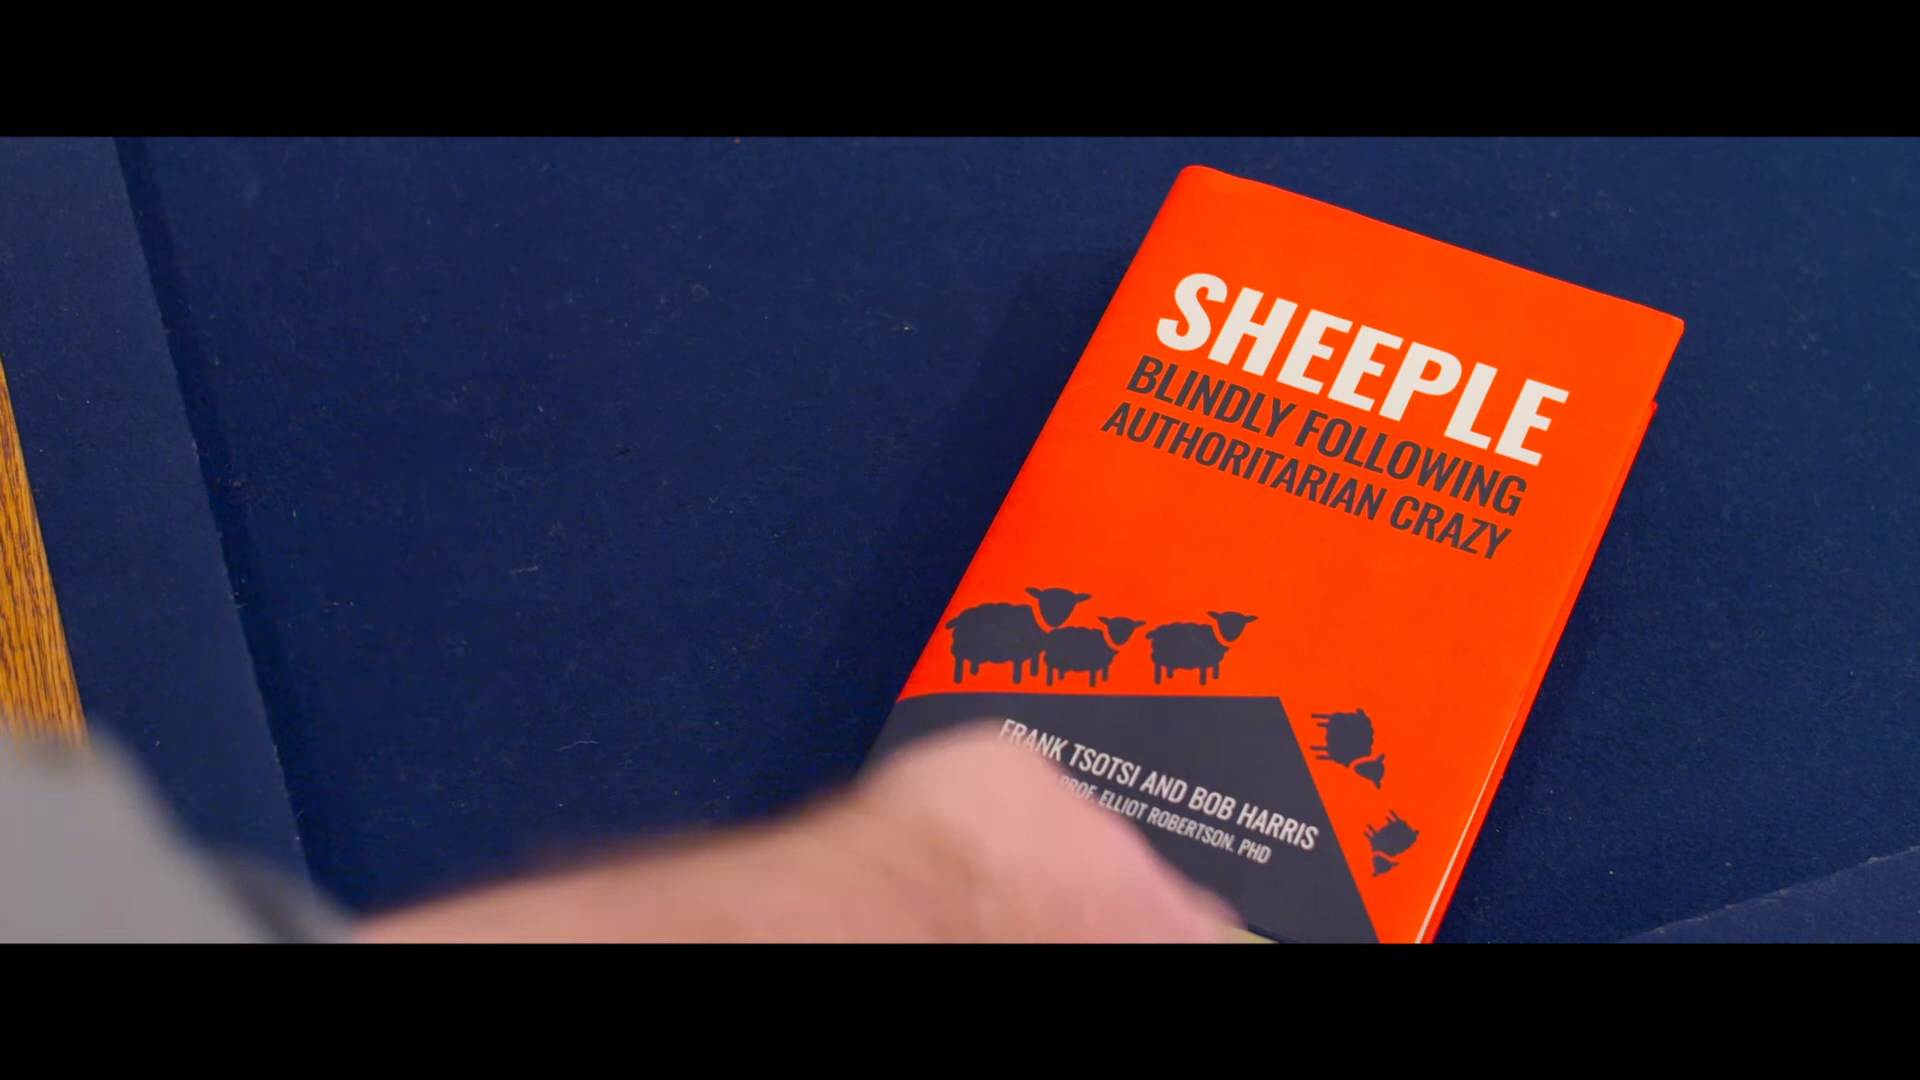 SHEEPLE
BLINDLY FOLLOWING
AUTHORITARIAN CRAZY
FRANK TSOTSI AND BOB HARRIS
PROF. ELLIOT ROBERTSON. PHD